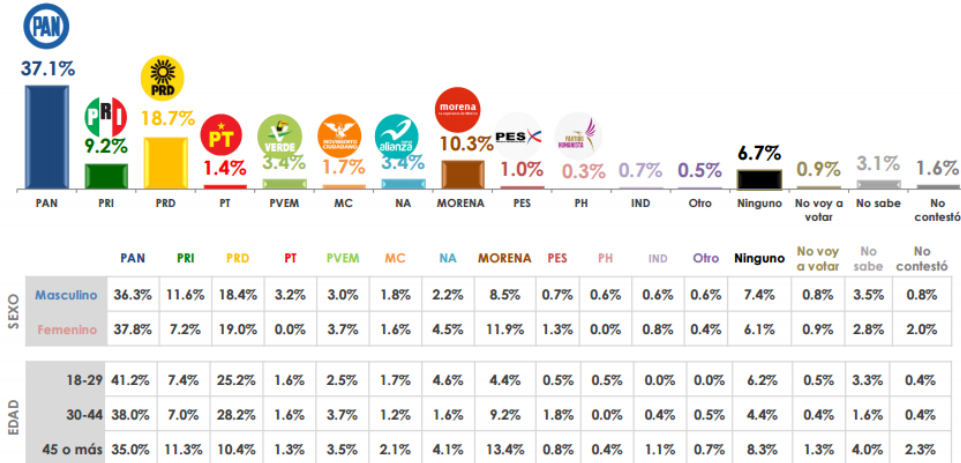 PAN
37.1%
PRI
9.2%
PRD
18.7%
PT
1.4%
VERDE
3.4%
MOVIMIENTO
CIUDADANO
1.7%
alianza
3.4%
morena
10.3%
PES
1.0%
PARTIDO
HUMANISTA
0.3%
0.7%
0.5%
6.7%
0.9%
3.1%
1.6%
PAN PRI PRD PT PVEM MC NA MORENA PES PH IND Otro Ninguno No voy a votar No sabe No contestó
PAN PRI PRD PT PVEM MC NA MORENA PES PH IND Otro Ninguno No voy a votar No sabe No contestó
SEXO
Masculino 36.3% 11.6% 18.4% 3.2% 3.0% 1.8% 2.2% 8.5% 0.7% 0.6% 0.6% 0.6% 7.4% 0.8% 3.5% 0.8%
Femenino 37.8% 7.2% 19.0% 0.0% 3.7% 1.6% 4.5% 11.9% 1.3% 0.0% 0.8% 0.4% 6.1% 0.9% 2.8% 2.0%
EDAD
18-29 41.2% 7.4% 25.2% 1.6% 2.5% 1.7% 4.6% 4.4% 0.5% 0.5% 0.0% 0.0% 6.2% 0.5% 3.3% 0.4%
30-44 38.0% 7.0% 28.2% 1.6% 3.7% 1.2% 1.6% 9.2% 1.8% 0.0% 0.4% 0.5% 4.4% 0.4% 1.6% 0.4%
45 o más 35.0% 11.3% 10.4% 1.3% 3.5% 2.1% 4.1% 13.4% 0.8% 0.4% 1.1% 0.7% 8.3% 1.3% 4.0% 2.3%